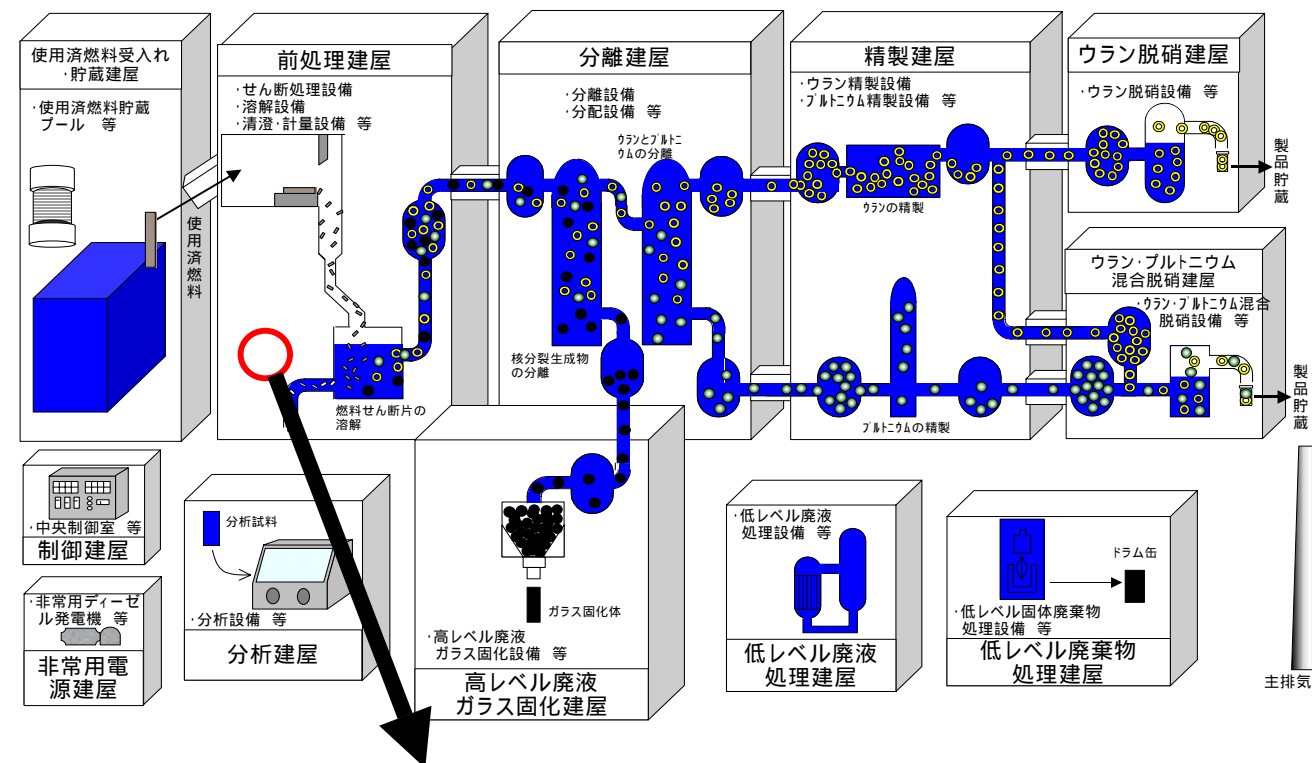 使用済燃料受入れ
・貯蔵建屋
・使用済燃料貯蔵
プール 等
使用済燃料
前処理建屋
・せん断処理設備
・溶解設備
・清澄・計量設備 等
燃料せん断片の
溶解
分離建屋
・分離設備
・分配設備 等
ウランとプルトニ
ウムの分離
核分裂生成物
の分離
精製建屋
・ウラン精製設備
・プルトニウム精製設備 等
ウランの精製
プルトニウムの精製
ウラン脱硝建屋
・ウラン脱硝設備 等
製品貯蔵
ウラン・プルトニウム
混合脱硝建屋
・ウラン・プルトニウム混合
脱硝設備 等
製品貯蔵
・中央制御室 等
制御建屋
・非常用ディーゼ
ル発電機 等
非常用電
源建屋
分析試料
・分析設備 等
分析建屋
ガラス固化体
・高レベル廃液
ガラス固化設備 等
高レベル廃液
ガラス固化建屋
・低レベル廃液
処理設備 等
低レベル廃液
処理建屋
ドラム缶
・低レベル固体廃棄物
処理設備 等
低レベル廃棄物
処理建屋
主排気